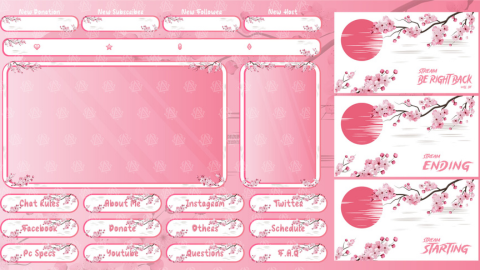 New Donation New Subscriber New Follower New Host
STREAM
BE RIGHT BACK
STREAM
ENDING
STREAM
STARTING
Chat Rules About Me Instagram Twitter
Facebook Donate Others Schedule
Pc Specs Youtube Questions F.A.Q